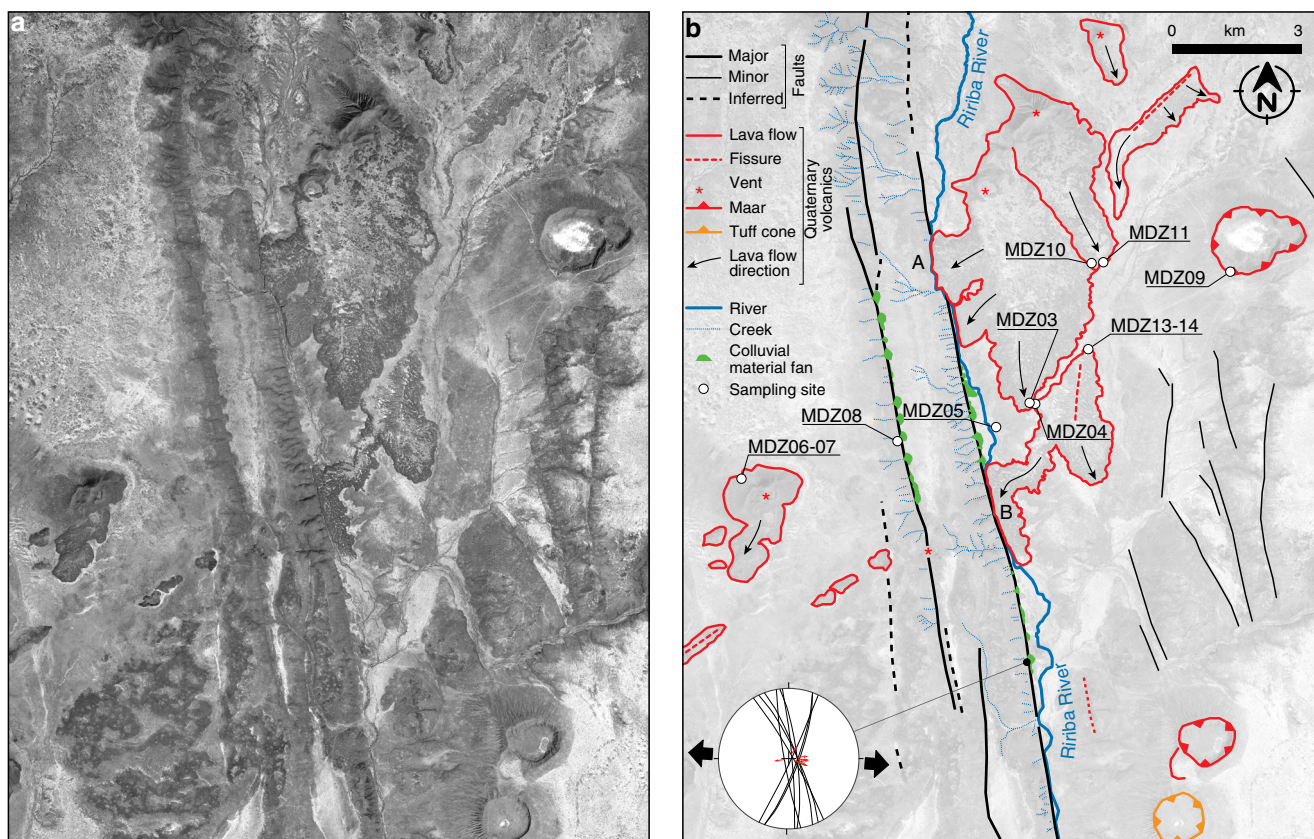 a
b
0 km 3
N
Major
Minor
Inferred
Faults
Lava flow
Fissure
Vent
Maar
Tuff cone
Lava flow
direction
Quaternary
volcanics
River
Creek
Colluvial
material fan
Sampling site
Ririba River
A
MDZ10
MDZ11
MDZ09
MDZ03
MDZ13-14
MDZ08
MDZ05
MDZ04
MDZ06-07
B
Ririba River